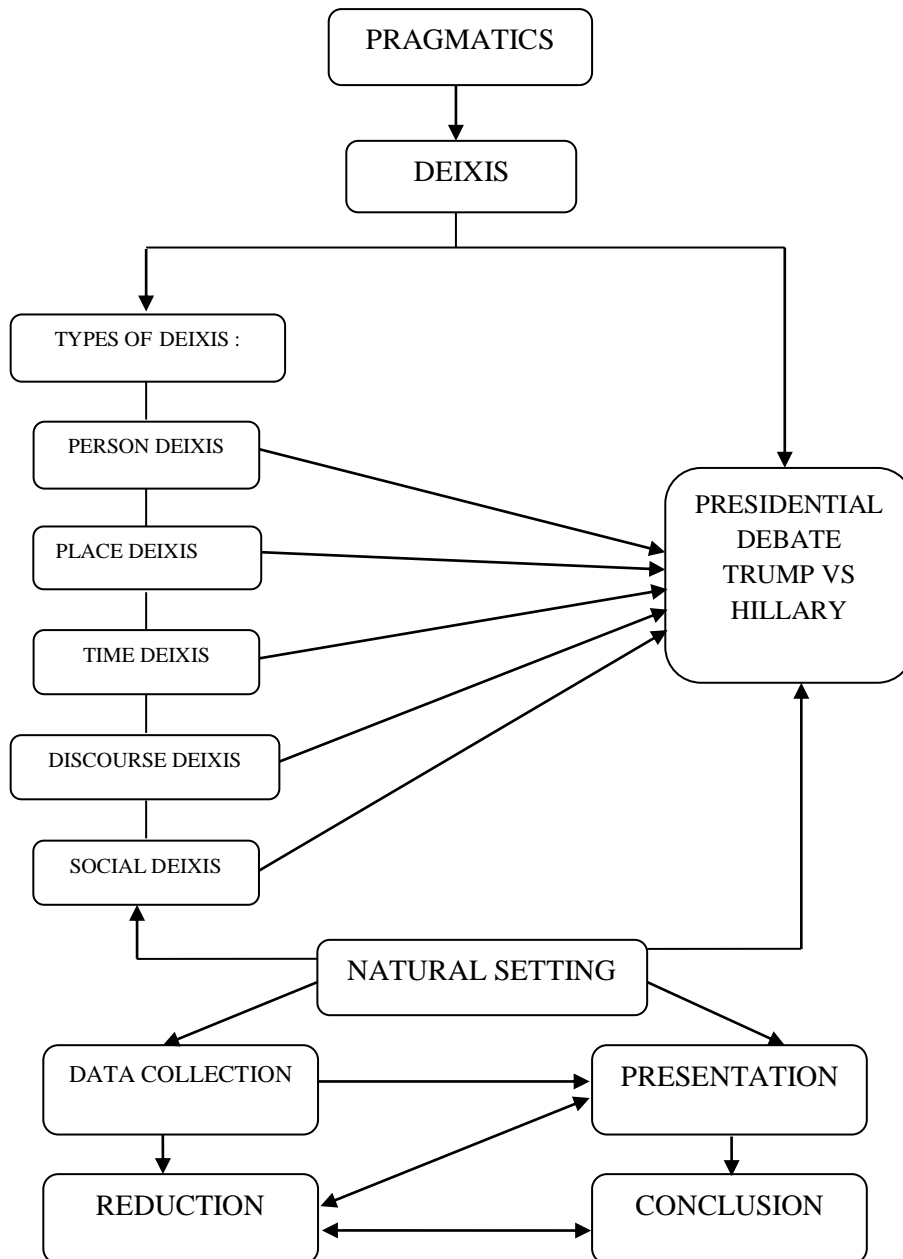 PRAGMATICS
DEIXIS
TYPES OF DEIXIS :
PERSON DEIXIS
PLACE DEIXIS
TIME DEIXIS
DISCOURSE DEIXIS
SOCIAL DEIXIS
PRESIDENTIAL
DEBATE
TRUMP VS
HILLARY
NATURAL SETTING
DATA COLLECTION
PRESENTATION
REDUCTION
CONCLUSION